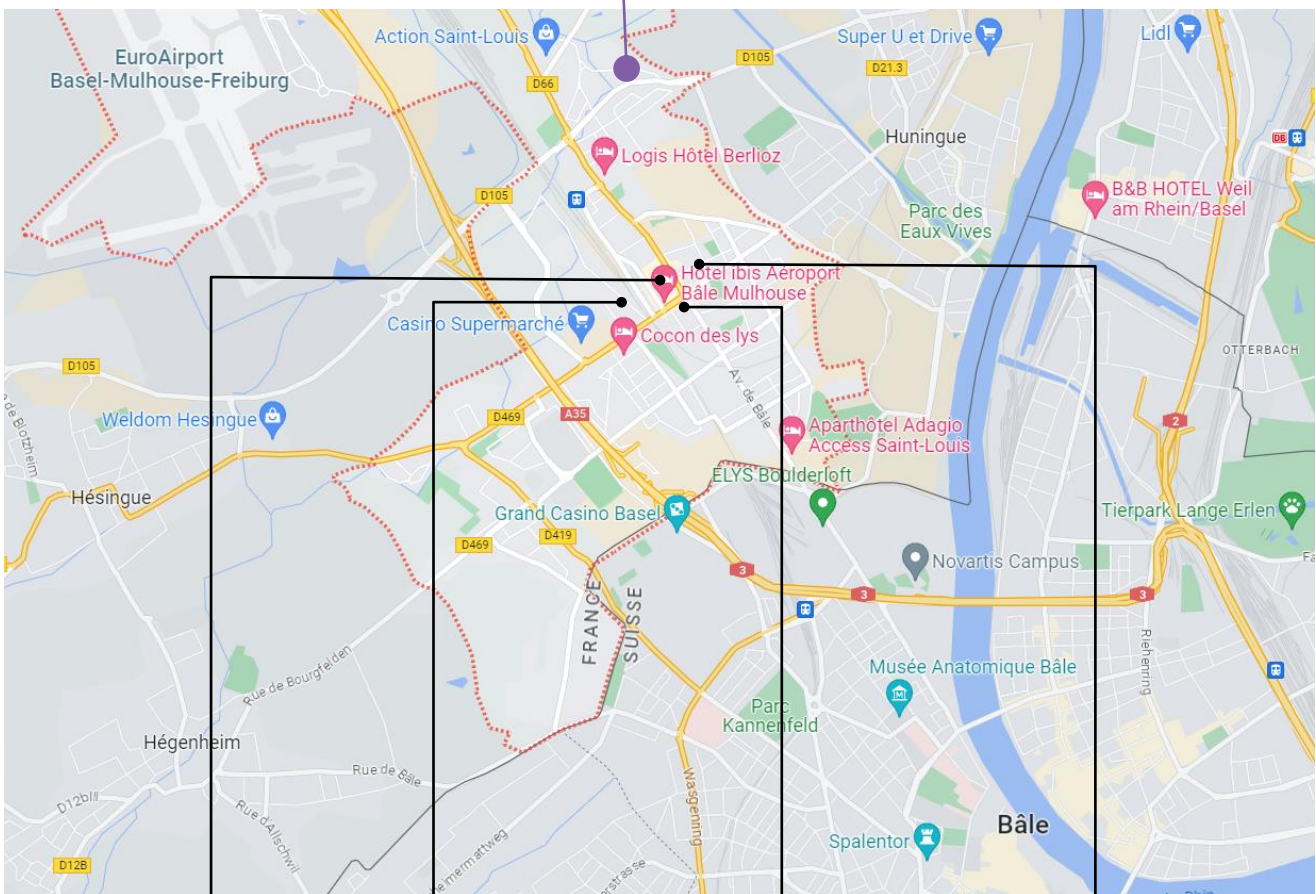 Action Saint-Louis
Super U et Drive
Lidl
EuroAirport
Basel-Mulhouse-Freiburg
D66
D105
D21.3
Huningue
DB
Logis Hôtel Berlioz
D105
B&B HOTEL Weil
am Rhein/Basel
Parc des
Eaux Vives
Hôtel ibis Aéroport
Bâle Mulhouse
Casino Supermarché
Cocon des lys
OTTERBACH
D105
Av. de Bâle
Weldom Hesingue
D469
A35
2
Aparthôtel Adagio
Access Saint-Louis
ELYS Boulderloft
Hésingue
Grand Casino Basel
Tierpark Lange Erlen
D419
D469
Novartis Campus
3
3
3
FRANCE
SUISSE
Riehenring
Rue de Bourgfelden
Musée Anatomique Bâle
Parc
Kannenfeld
Hégenheim
Rue de Bâle
Wasgenring
D12bII
Rue d'Allschwil
Bâle
Spalentor
D12B